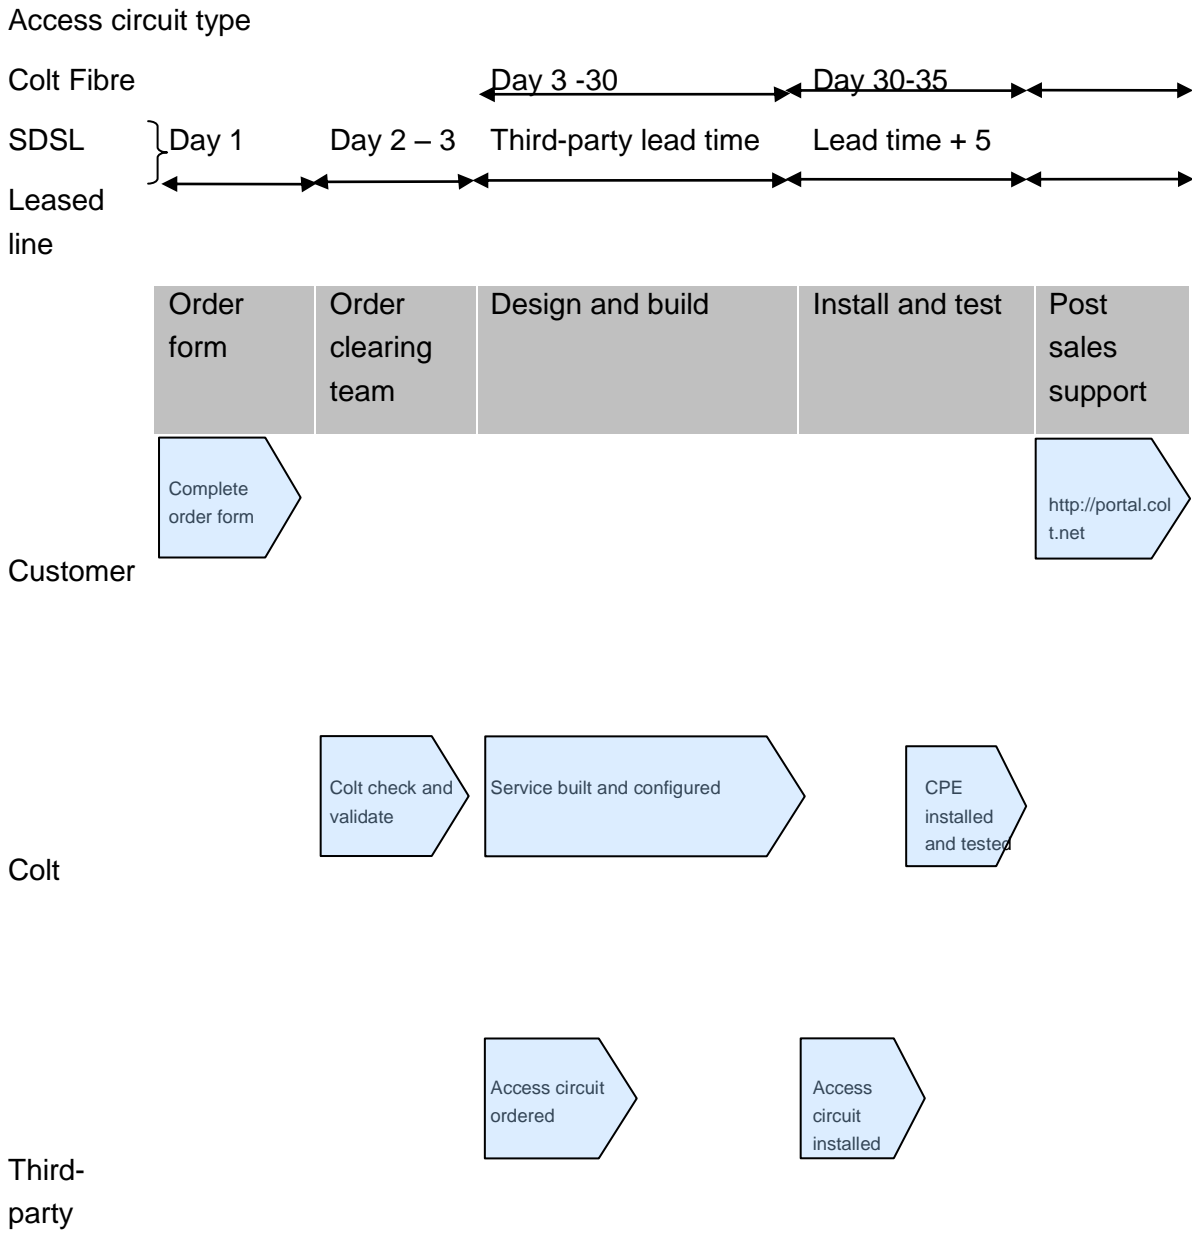 Access circuit type
Colt Fibre
Day 3 -30
Day 30-35
SDSL
Day 1
Day 2 – 3
Third-party lead time
Lead time + 5
Leased
line
Order
form
Order
clearing
team
Design and build
Install and test
Post
sales
support
Complete
order form
http://portal.col
t.net
Customer
Colt check and
validate
Service built and configured
CPE
installed
and tested
Colt
Access circuit
ordered
Access
circuit
installed
Third-
party